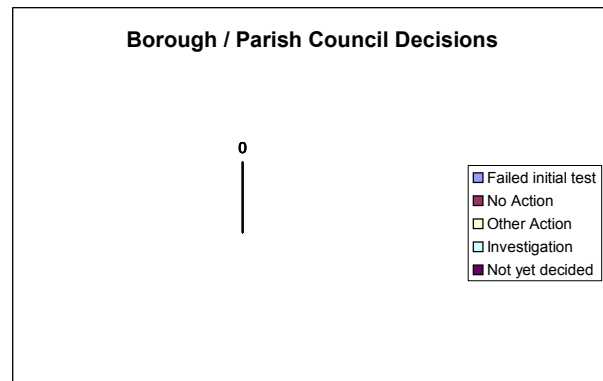 Borough / Parish Council Decisions
0
Failed initial test
No Action
Other Action
Investigation
Not yet decided